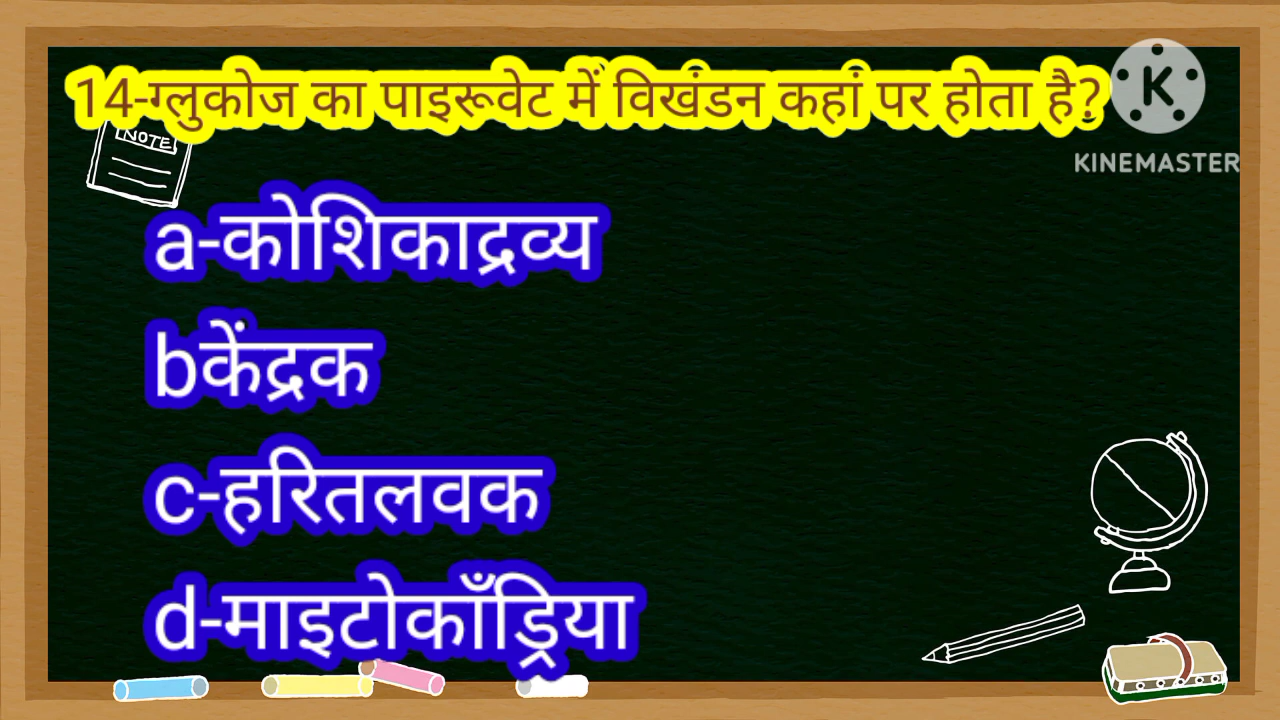 14-ग्लुकोज का पाइरूवेट में विखंडन कहां पर होता है?
K
KINEMASTER
NOTE
a-कोशिकाद्रव्य
bकेंद्रक
c-हरितलवक
d-माइटोकाँड्रिया